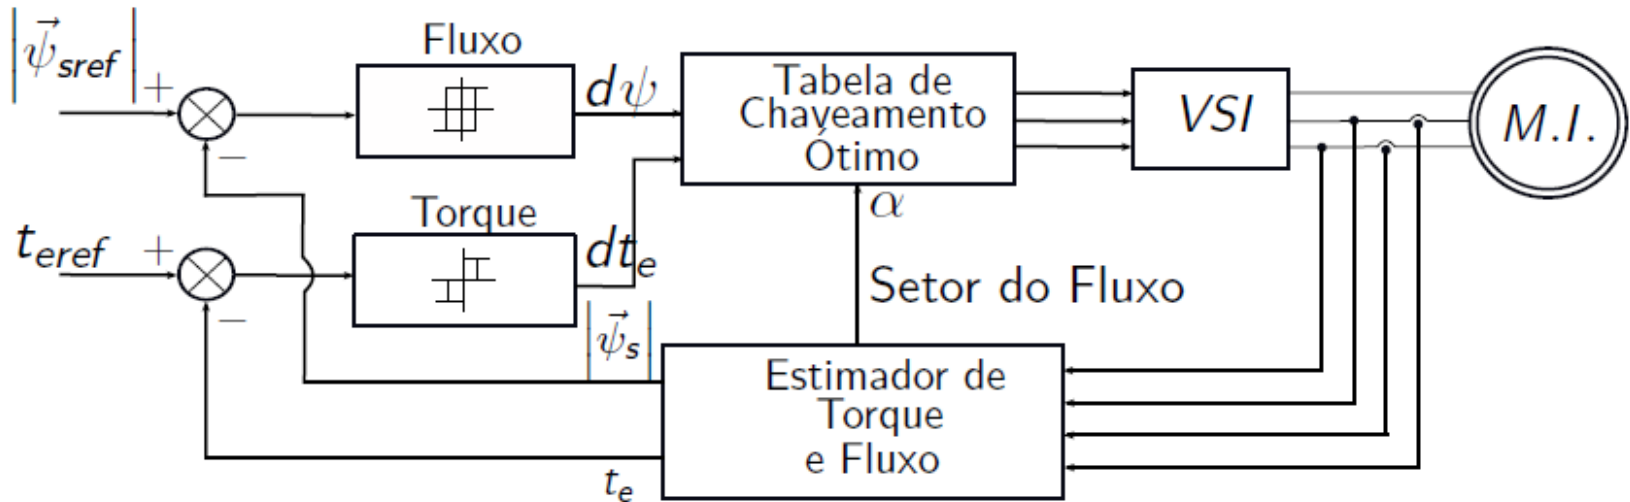 |ψ⃗sref|
+
−
Fluxo
dψ
Tabela de
Chaveamento
Ótimo
VSI
M.I.
teref
+
−
Torque
dte
α
Setor do Fluxo
|ψ⃗s|
Estimador de
Torque
e Fluxo
te